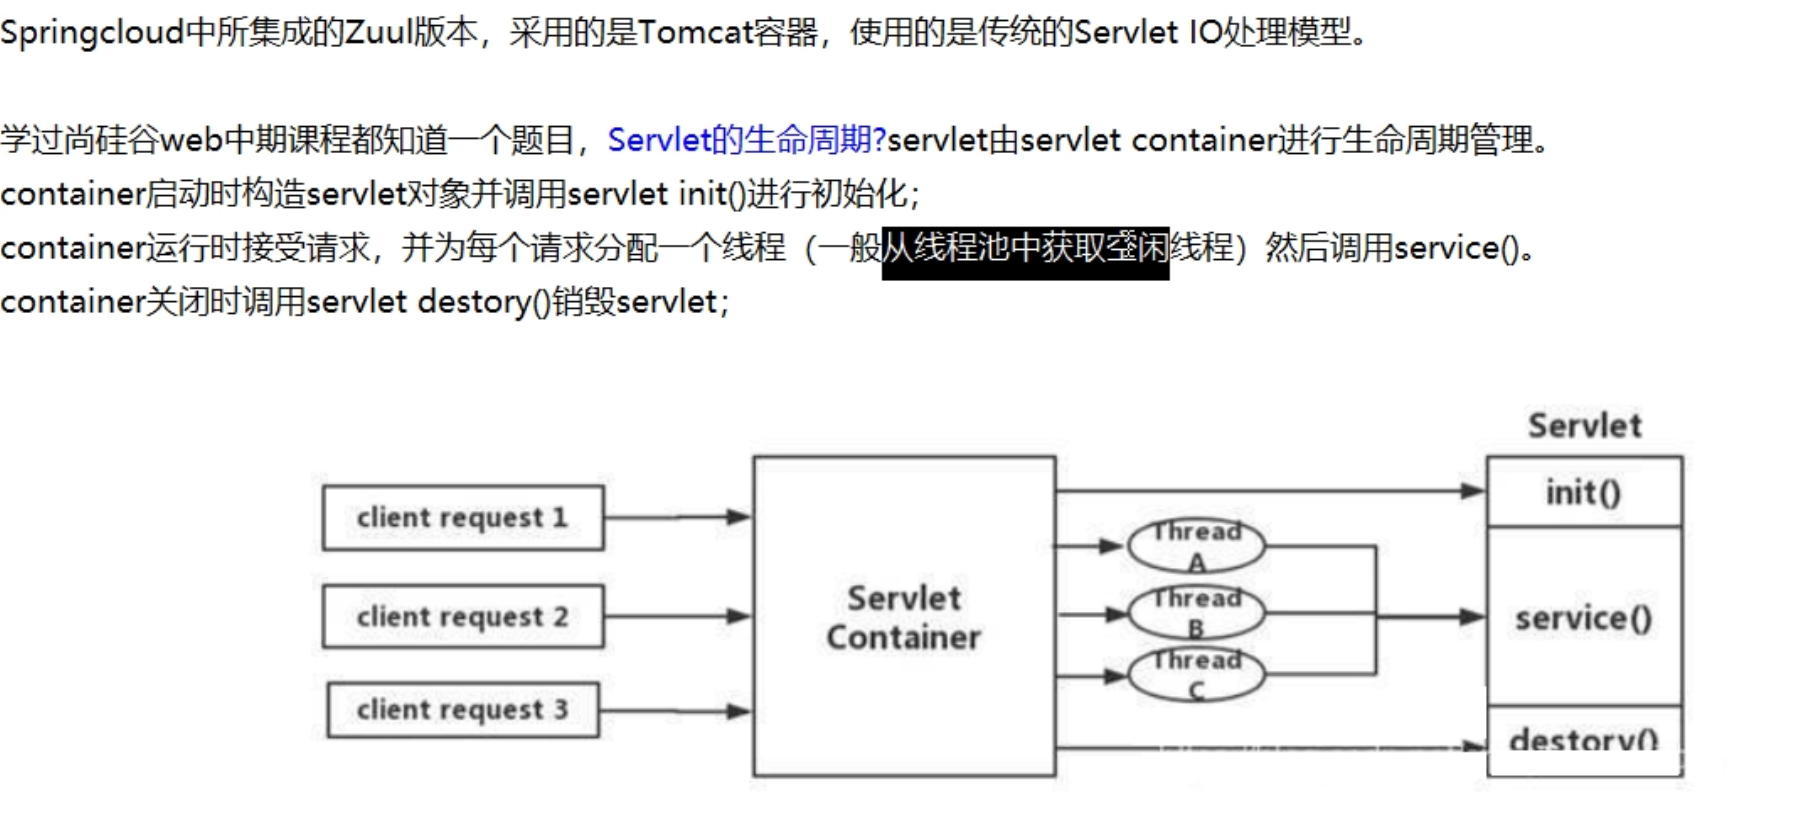 Springcloud中所集成的Zuul版本，采用的是Tomcat容器，使用的是传统的Servlet IO处理模型。
学过尚硅谷web中期课程都知道一个题目，Servlet的生命周期?servlet由servlet container进行生命周期管理。
container启动时构造servlet对象并调用servlet init()进行初始化；
container运行时接受请求，并为每个请求分配一个线程（一般从线程池中获取空闲线程）然后调用service()。
container关闭时调用servlet destory()销毁servlet；
Servlet
init()
client request 1
Thread
A
client request 2
Servlet
Container
Thread
B
service()
Thread
C
client request 3
destory()